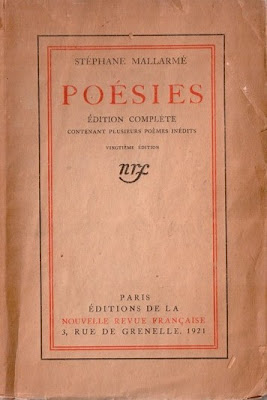 STÉPHANE MALLARMÉ
POÉSIES
ÉDITION COMPLÈTE
CONTENANT PLUSIEURS POÈMES INÉDITS
VINGTIÈME ÉDITION
nrf
PARIS
ÉDITIONS DE LA
NOUVELLE REVUE FRANÇAISE
3, RUE DE GRENELLE. 1921